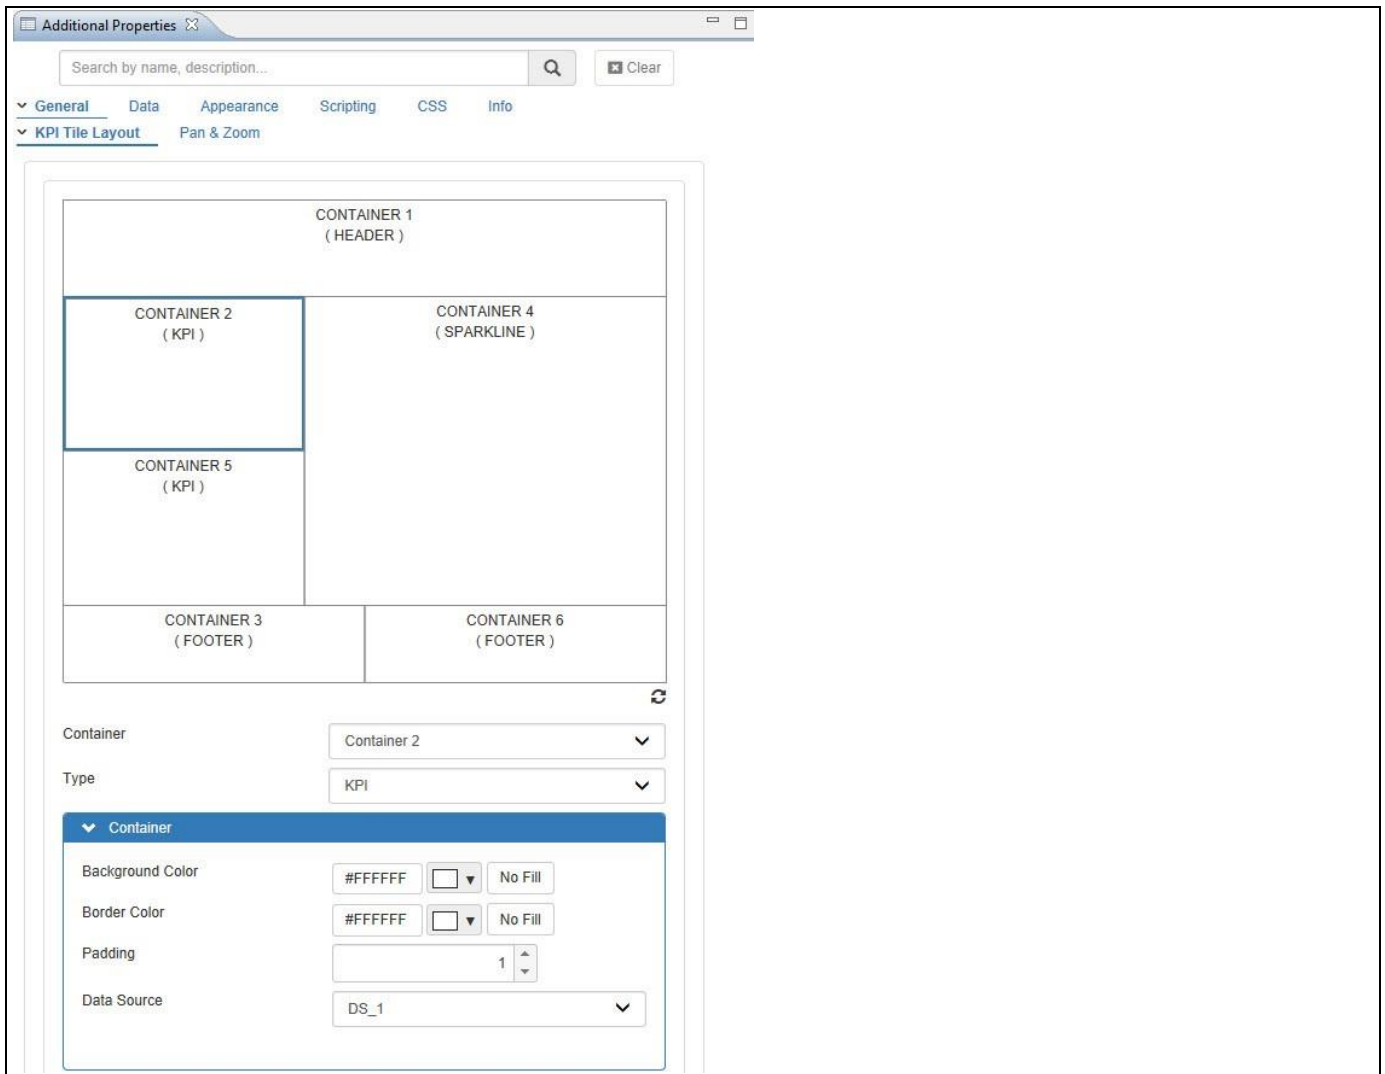 Additional Properties
Search by name, description...
Clear
General Data Appearance Scripting CSS Info
KPI Tile Layout Pan & Zoom
CONTAINER 1
( HEADER )
CONTAINER 2
( KPI )
CONTAINER 4
( SPARKLINE )
CONTAINER 5
( KPI )
CONTAINER 3
( FOOTER )
CONTAINER 6
( FOOTER )
Container Container 2
Type KPI
Container
Background Color #FFFFFF No Fill
Border Color #FFFFFF No Fill
Padding 1
Data Source DS_1